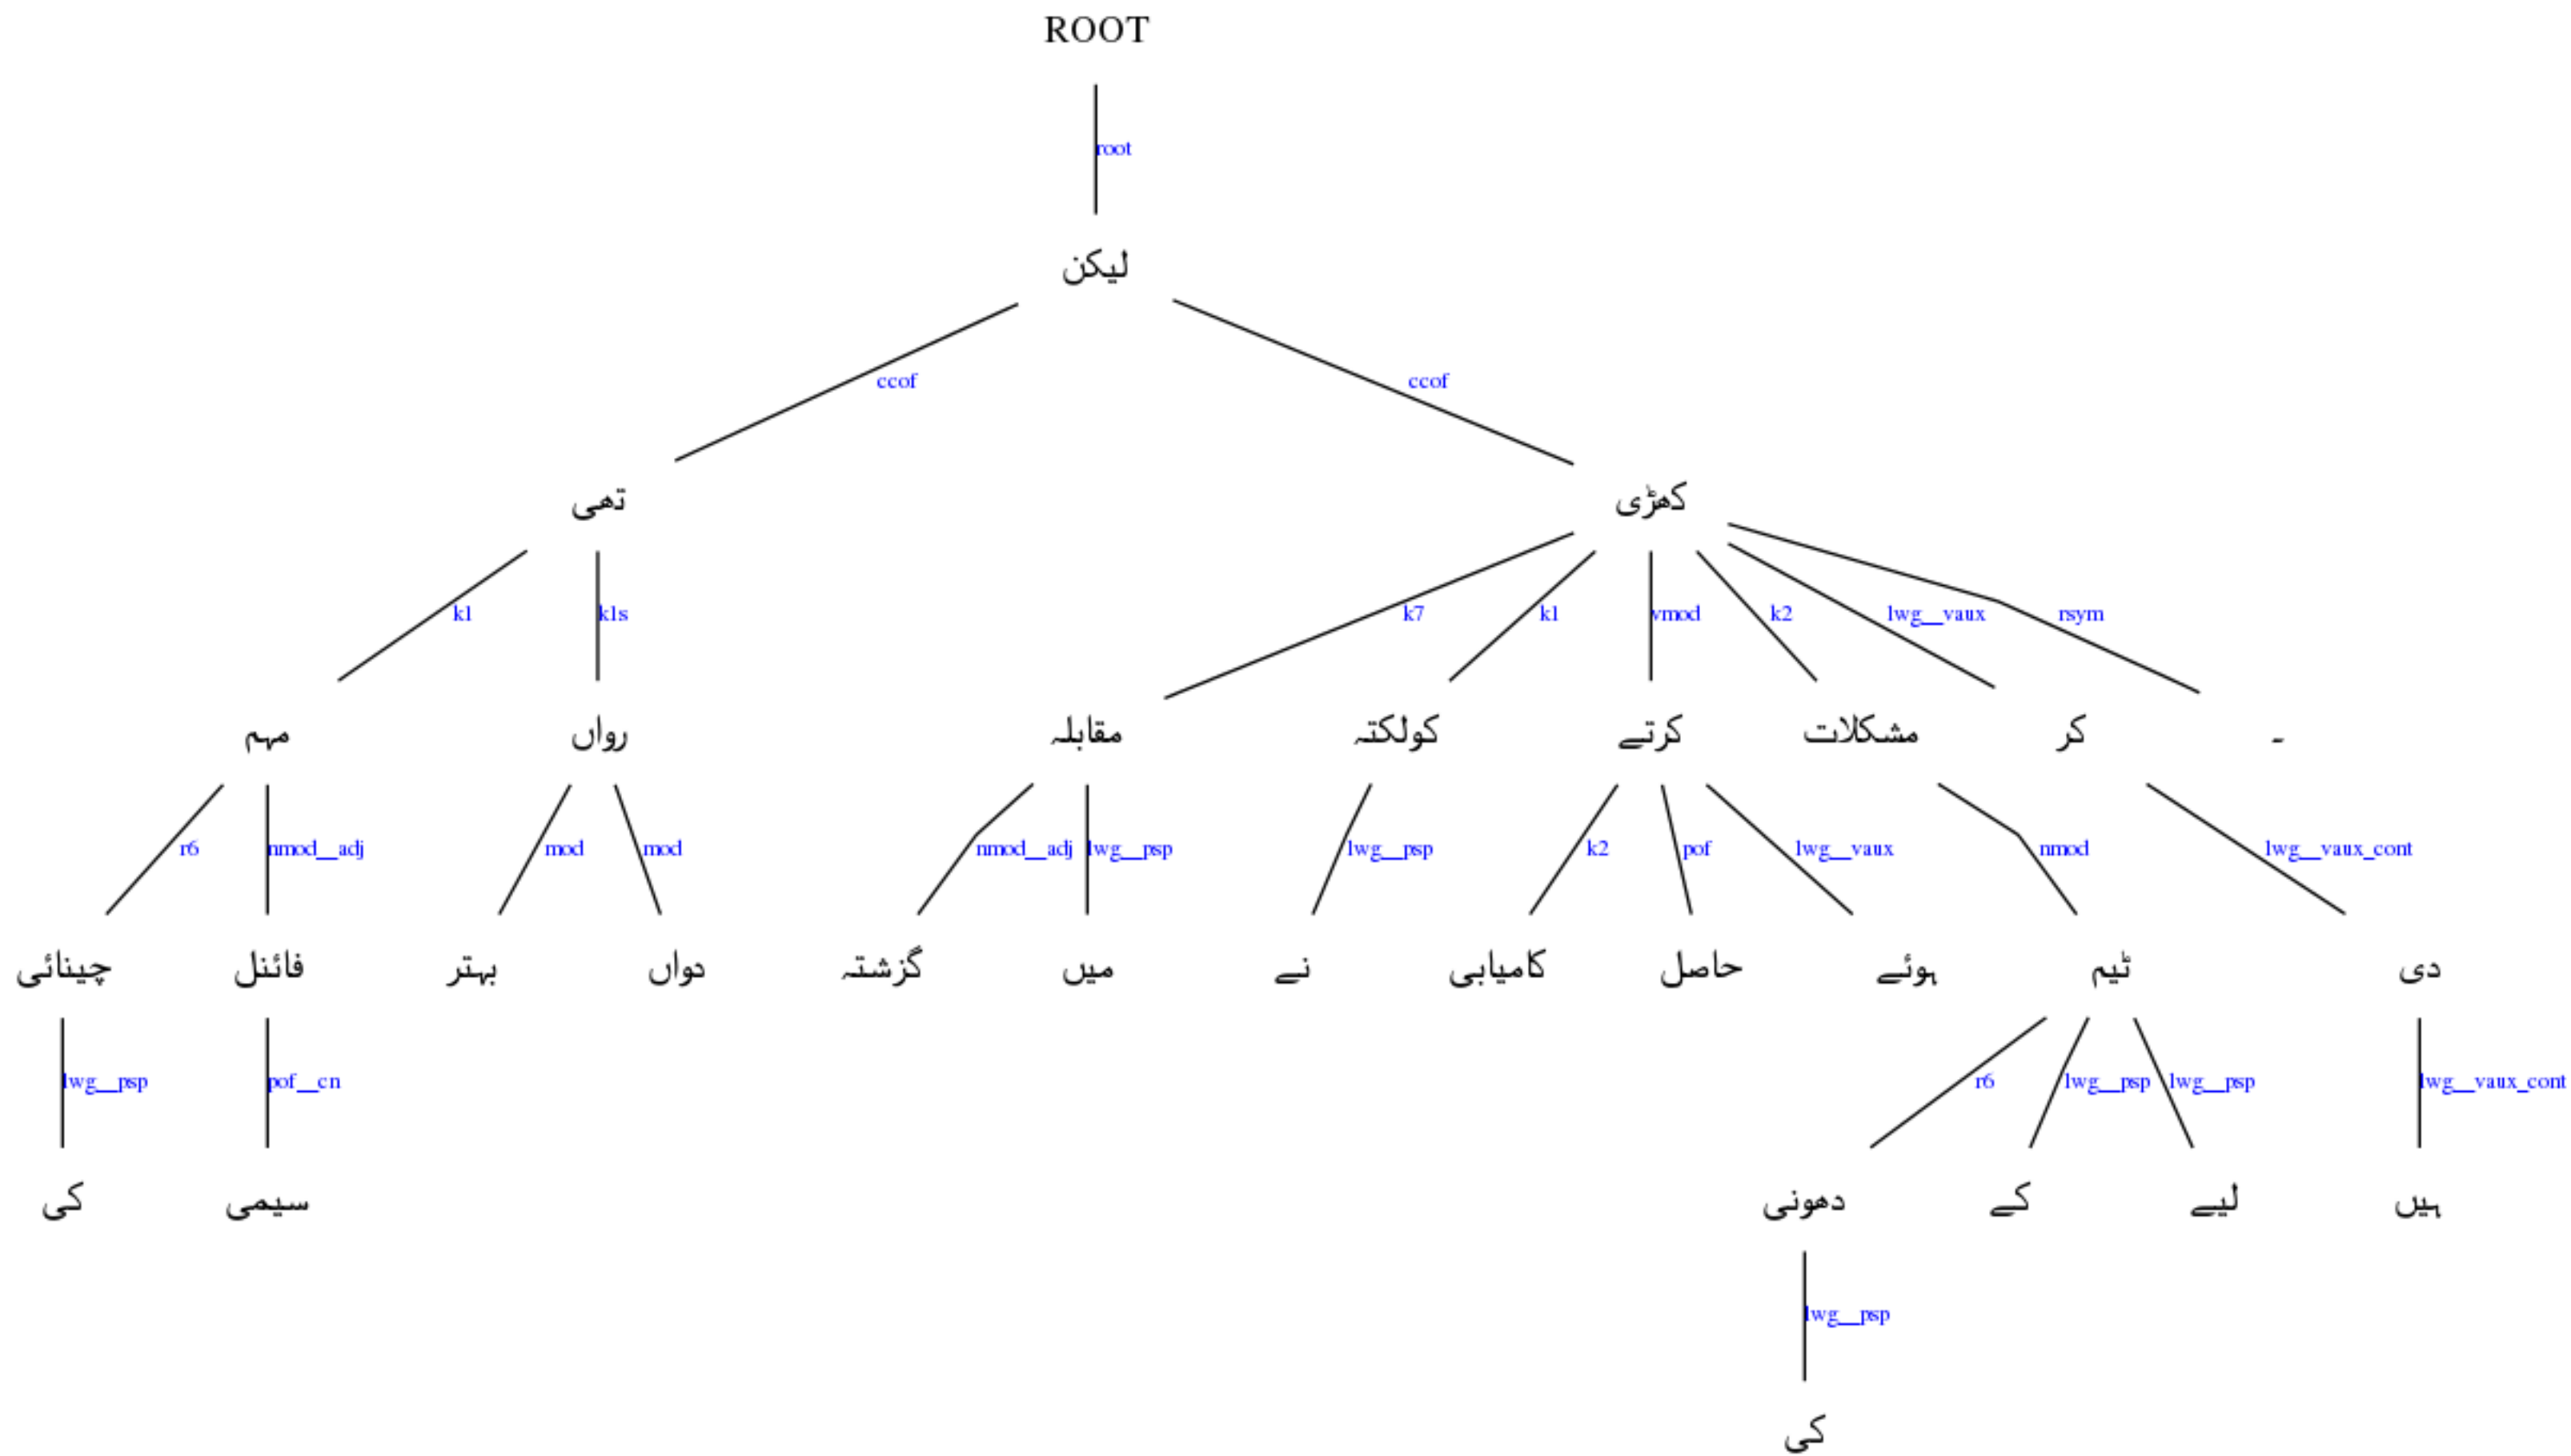 ROOT
root
لیکن
ccof ccof
تھی کھڑی
k1 k1s k7 k1 vmod k2 lwg__vaux rsym
مہم رواں مقابلہ کولکتہ کرتے مشکلات کر ۔
r6 nmod__adj mod mod nmod__adj lwg__psp lwg__psp k2 pof lwg__vaux nmod lwg__vaux_cont
چینائی فائنل بہتر دواں گزشتہ میں نے کامیابی حاصل ہوئے ٹیم دی
lwg__psp pof__cn r6 lwg__psp lwg__psp lwg__vaux_cont
کی سیمی دھونی کے لیے ہیں
lwg__psp
کی